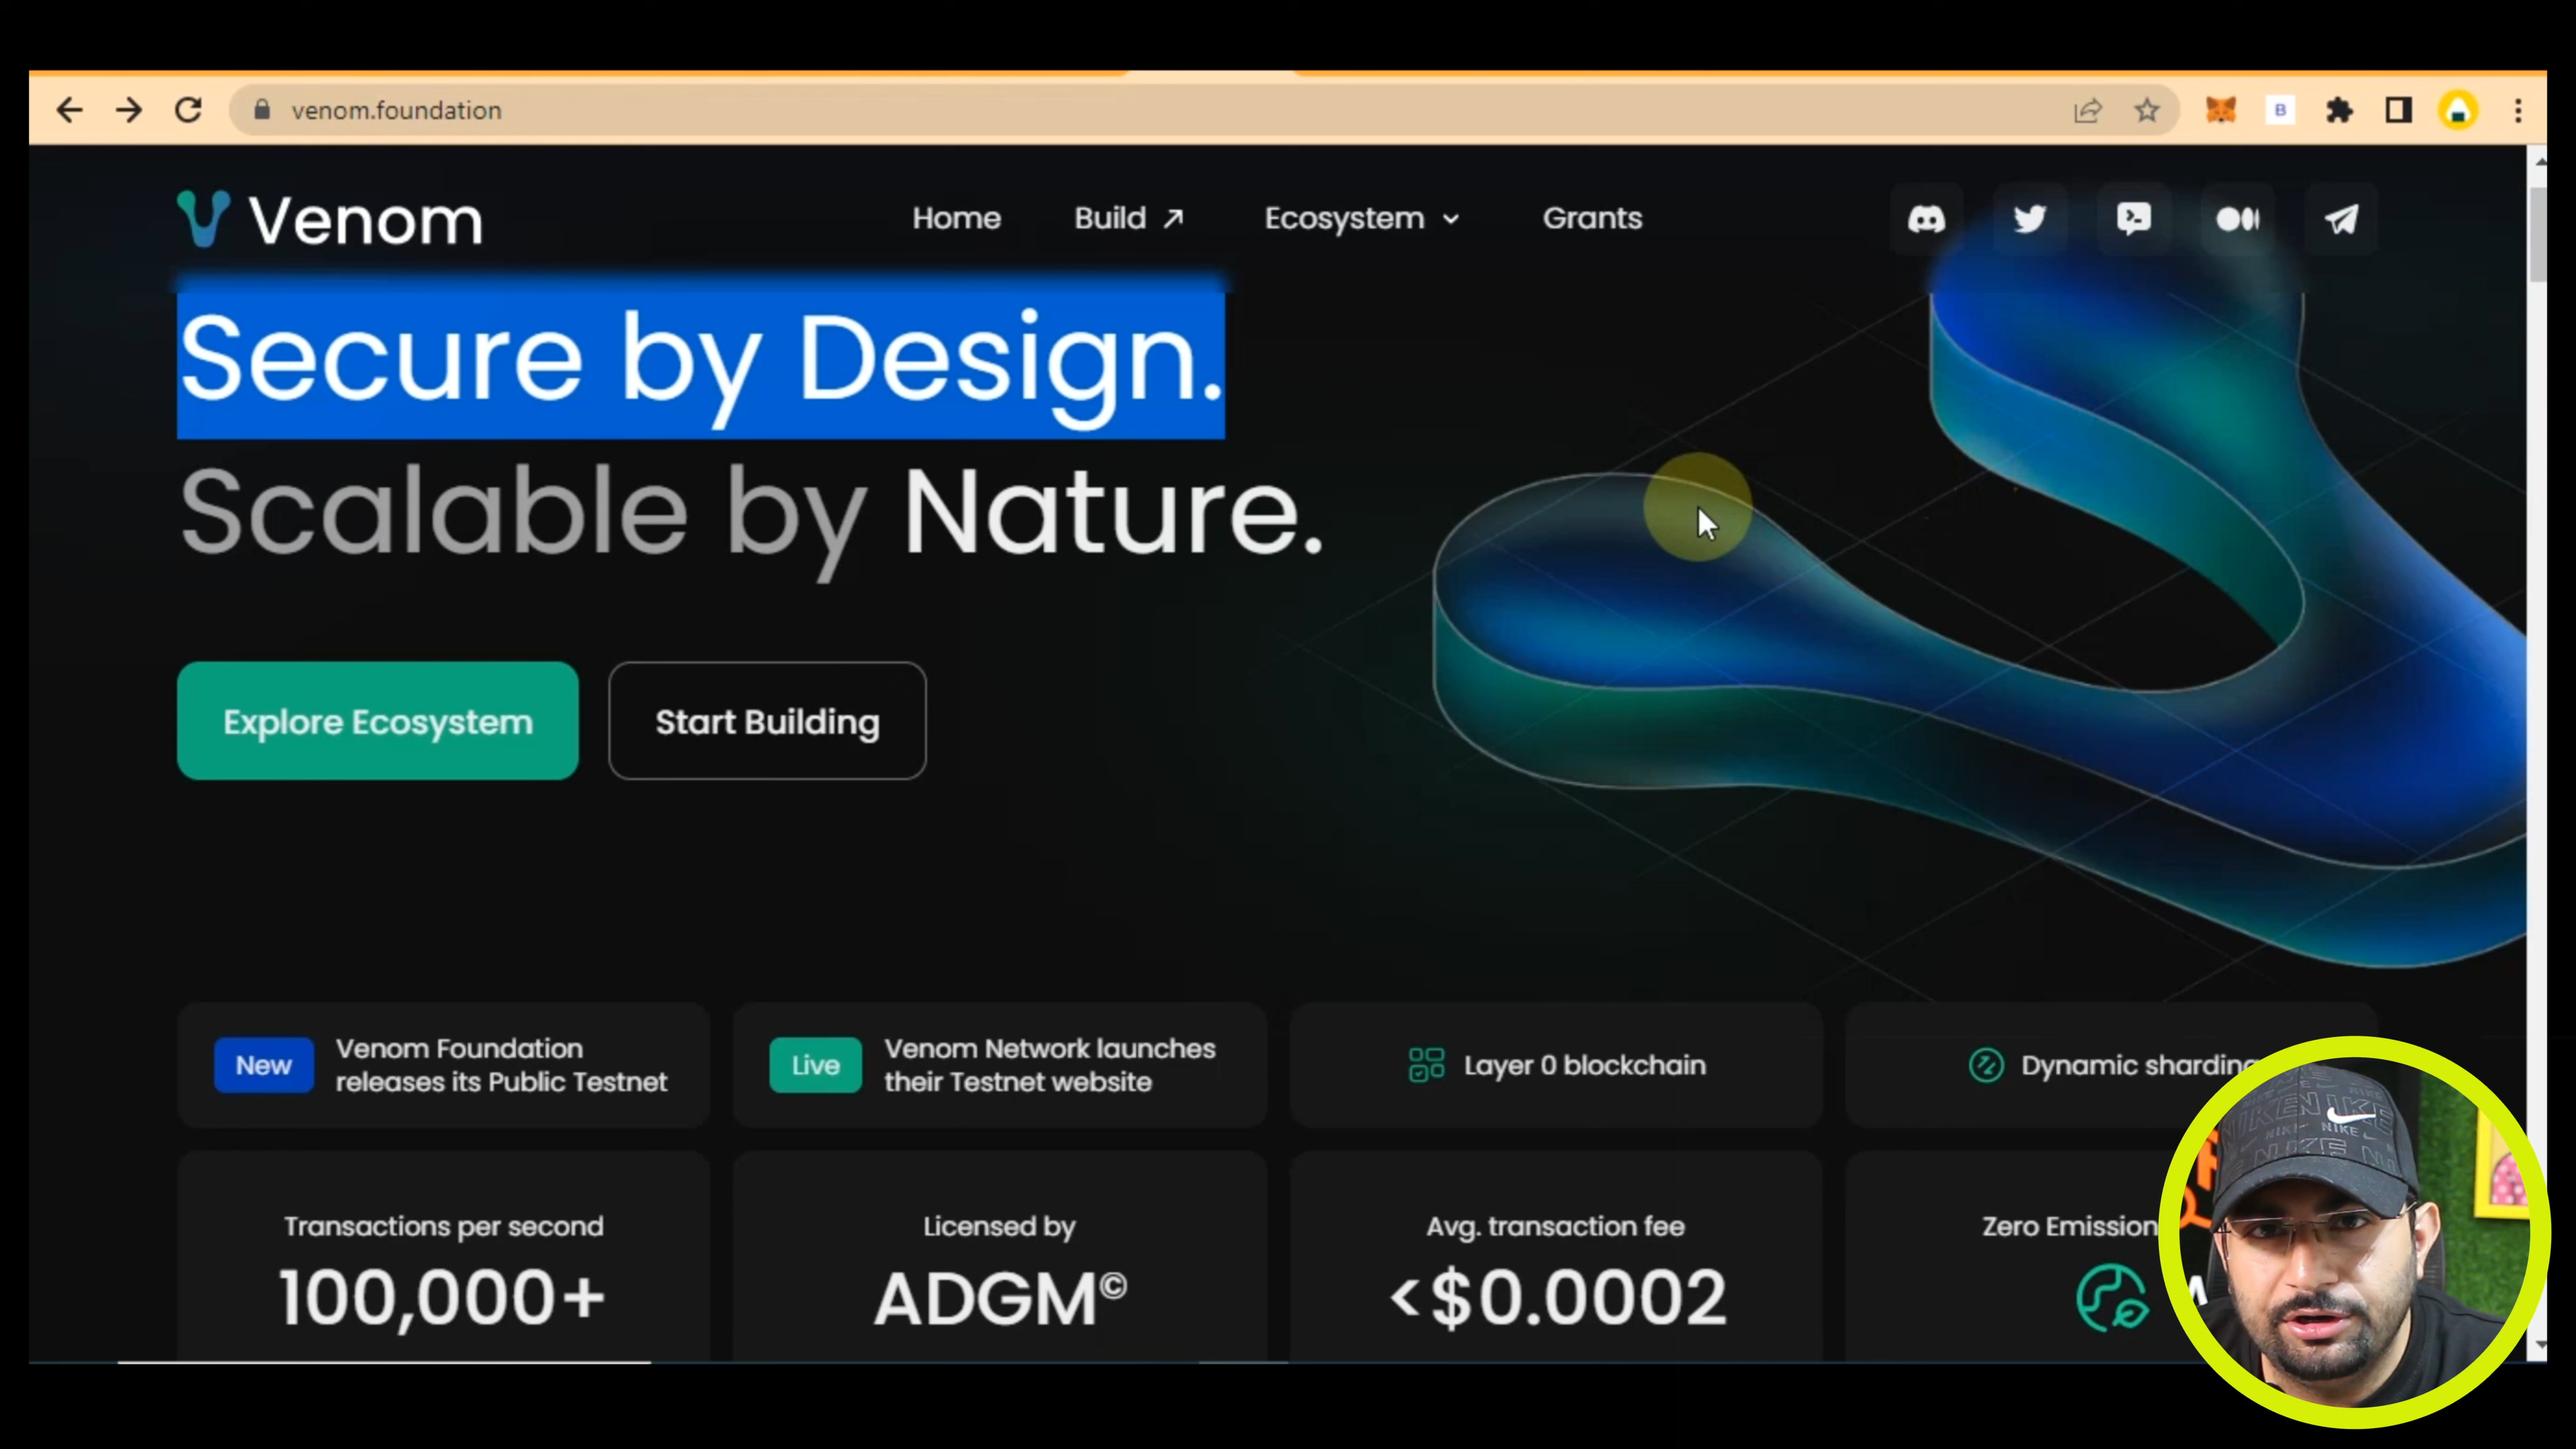 venom.foundation
B
Venom
Home
Build
Ecosystem
Grants
Secure by Design.
Scalable by Nature.
Explore Ecosystem
Start Building
New
Venom Foundation
releases its Public Testnet
Live
Venom Network launches
their Testnet website
Layer 0 blockchain
Dynamic sharding
Transactions per second
100,000+
Licensed by
ADGM©
Avg. transaction fee
<$0.0002
Zero Emission
NIKE
NIKE